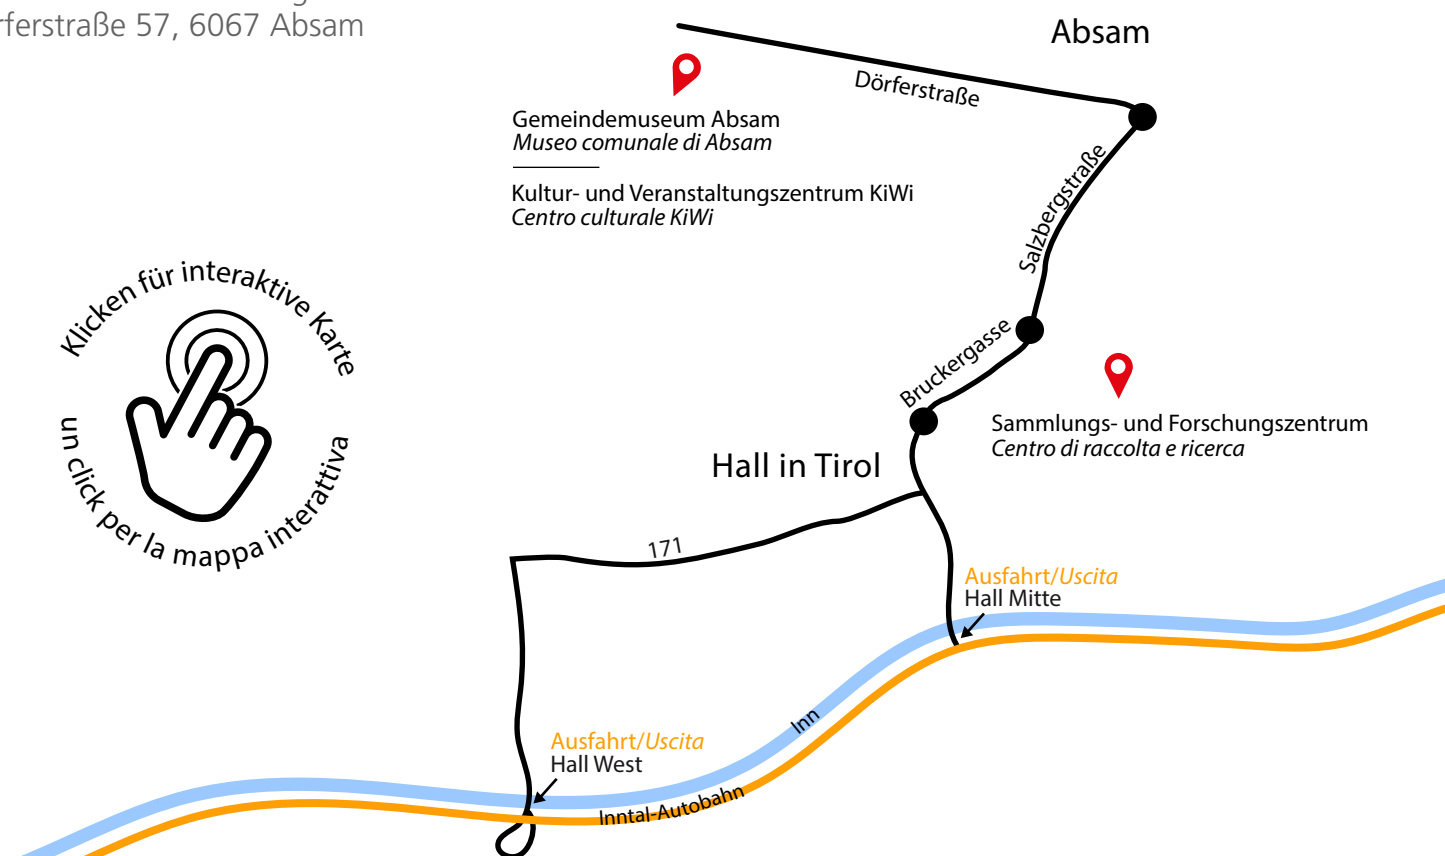 rferstraße 57, 6067 Absam
Absam
Dörferstraße
Gemeindemuseum Absam
Museo comunale di Absam
Kultur- und Veranstaltungszentrum KiWi
Centro culturale KiWi
Salzbergstraße
Klicken für interaktive Karte
un click per la mappa interattiva
Bruckergasse
Sammlungs- und Forschungszentrum
Centro di raccolta e ricerca
Hall in Tirol
171
Ausfahrt/Uscita
Hall Mitte
Inn
Ausfahrt/Uscita
Hall West
Inntal-Autobahn